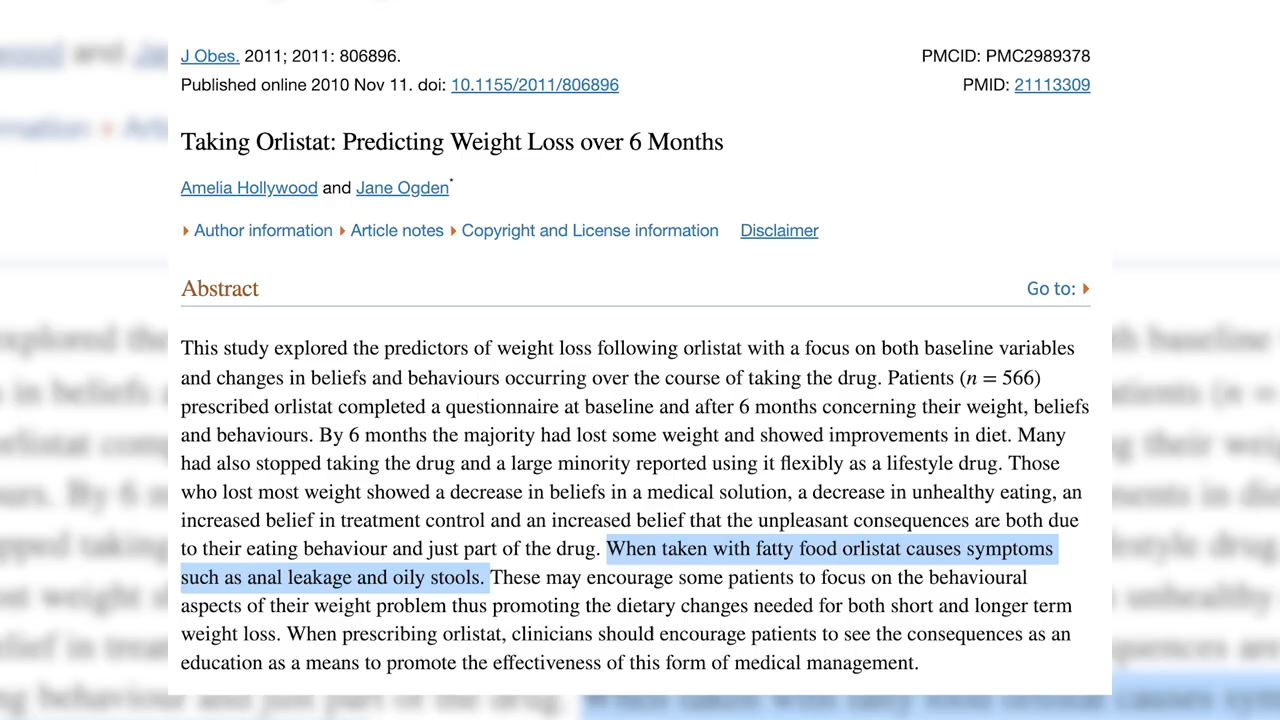 J Obes. 2011; 2011: 806896.
PMCID: PMC2989378
Published online 2010 Nov 11. doi: 10.1155/2011/806896
PMID: 21113309
Taking Orlistat: Predicting Weight Loss over 6 Months
Amelia Hollywood and Jane Ogden*
Author information Article notes Copyright and License information Disclaimer
Abstract
Go to:
This study explored the predictors of weight loss following orlistat with a focus on both baseline variables
and changes in beliefs and behaviours occurring over the course of taking the drug. Patients (n = 566)
prescribed orlistat completed a questionnaire at baseline and after 6 months concerning their weight, beliefs
and behaviours. By 6 months the majority had lost some weight and showed improvements in diet. Many
had also stopped taking the drug and a large minority reported using it flexibly as a lifestyle drug. Those
who lost most weight showed a decrease in beliefs in a medical solution, a decrease in unhealthy eating, an
increased belief in treatment control and an increased belief that the unpleasant consequences are both due
to their eating behaviour and just part of the drug. When taken with fatty food orlistat causes symptoms
such as anal leakage and oily stools. These may encourage some patients to focus on the behavioural
aspects of their weight problem thus promoting the dietary changes needed for both short and longer term
weight loss. When prescribing orlistat, clinicians should encourage patients to see the consequences as an
education as a means to promote the effectiveness of this form of medical management.